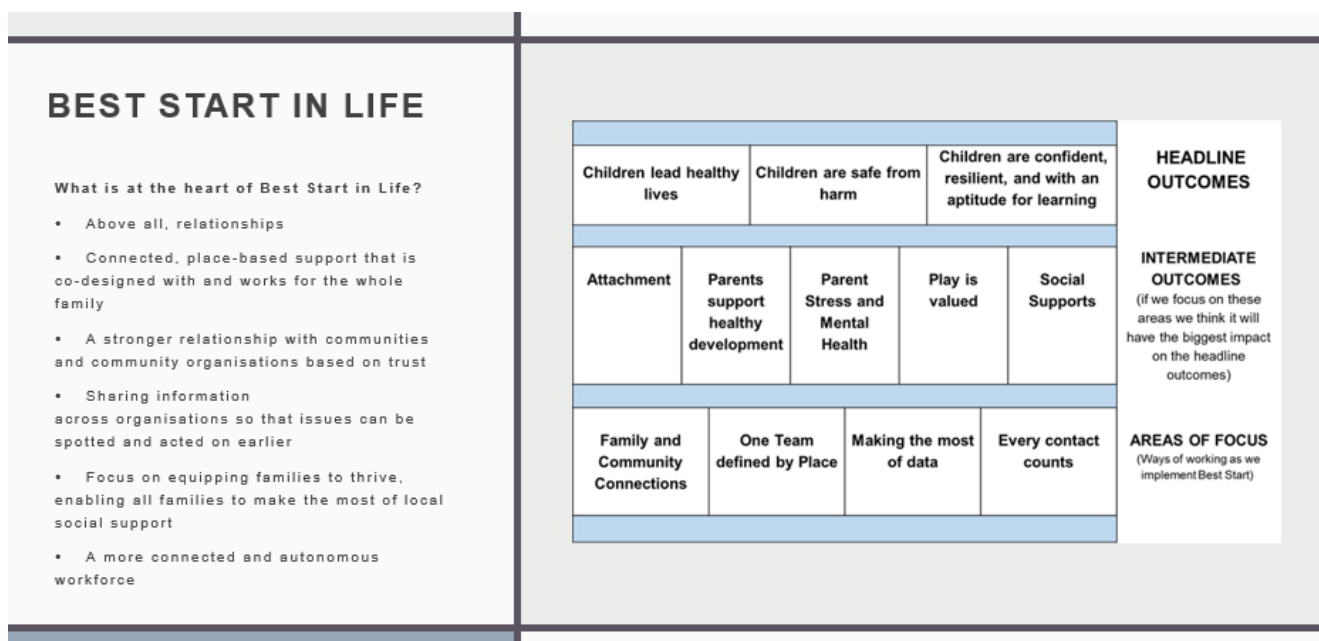 BEST START IN LIFE
What is at the heart of Best Start in Life?
• Above all, relationships
• Connected, place-based support that is
co-designed with and works for the whole
family
• A stronger relationship with communities
and community organisations based on trust
• Sharing information
across organisations so that issues can be
spotted and acted on earlier
• Focus on equipping families to thrive,
enabling all families to make the most of local
social support
• A more connected and autonomous
workforce
Children lead healthy
lives
Children are safe from
harm
Children are confident,
resilient, and with an
aptitude for learning
HEADLINE
OUTCOMES
Attachment
Parents
support
healthy
development
Parent
Stress and
Mental
Health
Play is
valued
Social
Supports
INTERMEDIATE
OUTCOMES
(if we focus on these
areas we think it will
have the biggest impact
on the headline
outcomes)
Family and
Community
Connections
One Team
defined by Place
Making the most
of data
Every contact
counts
AREAS OF FOCUS
(Ways of working as we
implement Best Start)